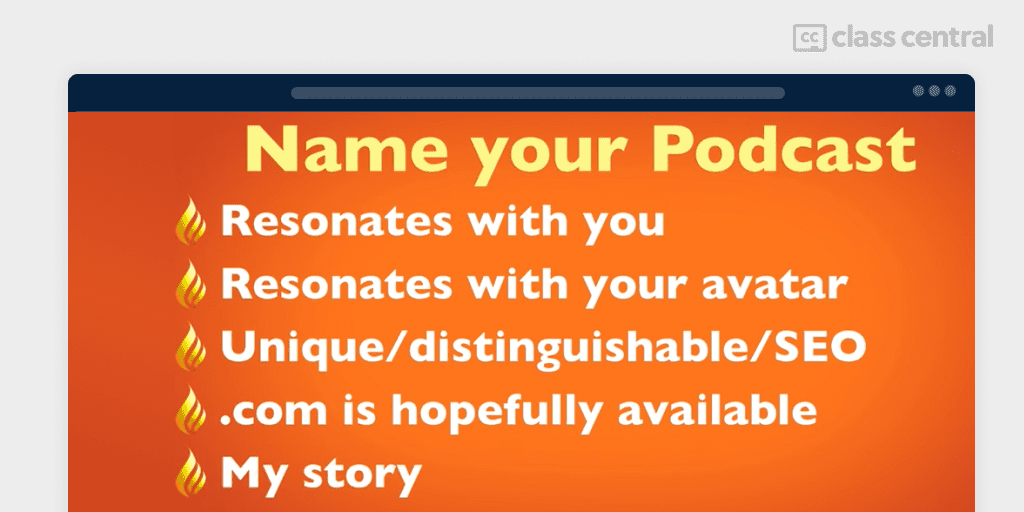 cc class central
Name your Podcast
Resonates with you
Resonates with your avatar
Unique/distinguishable/SEO
.com is hopefully available
My story